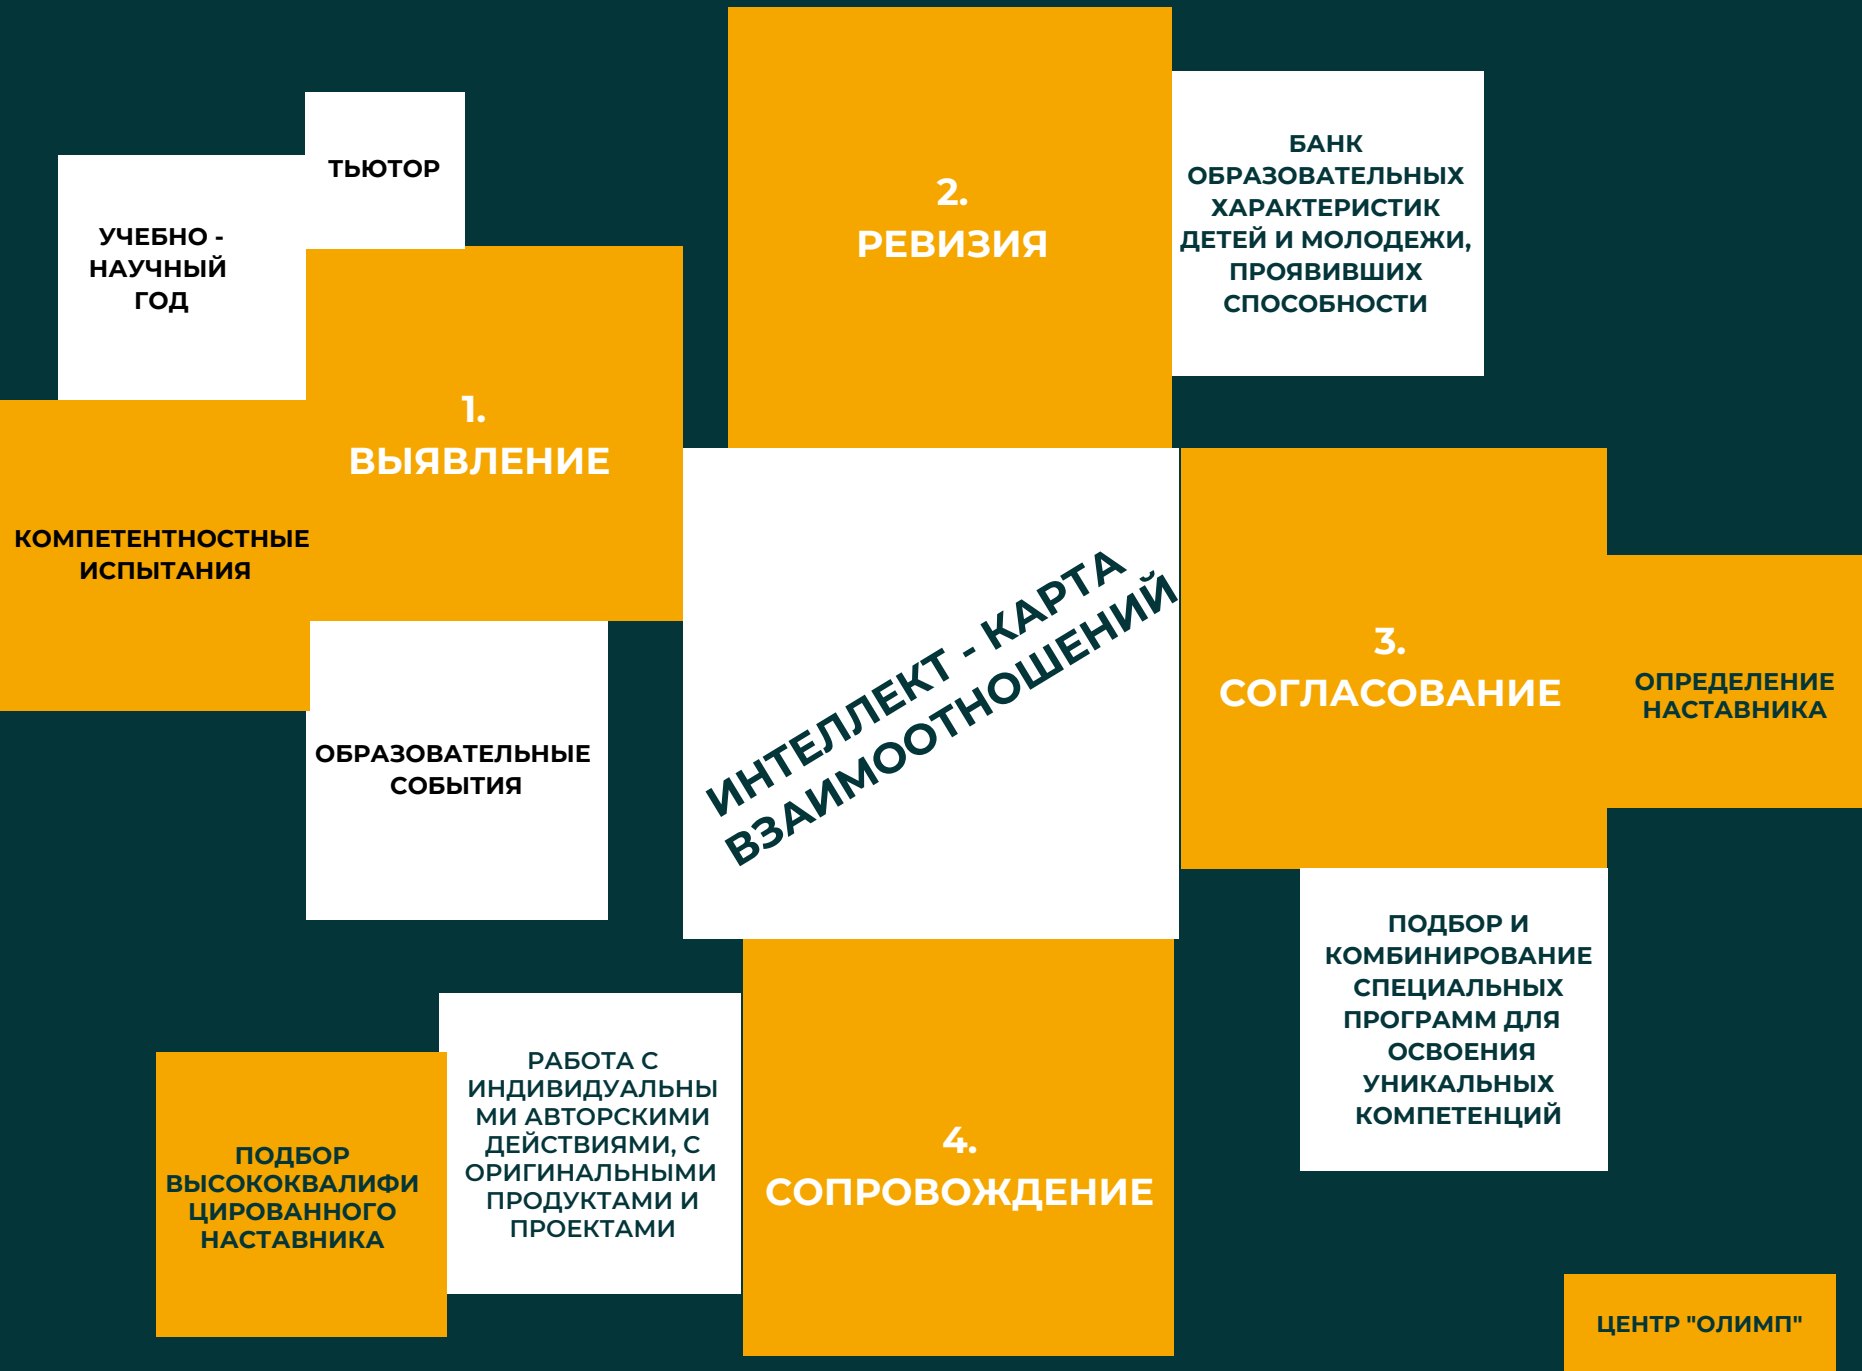 ТЬЮТОР
УЧЕБНО -
НАУЧНЫЙ
ГОД
1.
ВЫЯВЛЕНИЕ
КОМПЕТЕНТНОСТНЫЕ
ИСПЫТАНИЯ
ОБРАЗОВАТЕЛЬНЫЕ
СОБЫТИЯ
2.
РЕВИЗИЯ
БАНК
ОБРАЗОВАТЕЛЬНЫХ
ХАРАКТЕРИСТИК
ДЕТЕЙ И МОЛОДЕЖИ,
ПРОЯВИВШИХ
СПОСОБНОСТИ
ИНТЕЛЛЕКТ - КАРТА
ВЗАИМООТНОШЕНИЙ
3.
СОГЛАСОВАНИЕ
ОПРЕДЕЛЕНИЕ
НАСТАВНИКА
ПОДБОР И
КОМБИНИРОВАНИЕ
СПЕЦИАЛЬНЫХ
ПРОГРАММ ДЛЯ
ОСВОЕНИЯ
УНИКАЛЬНЫХ
КОМПЕТЕНЦИЙ
4.
СОПРОВОЖДЕНИЕ
РАБОТА С
ИНДИВИДУАЛЬНЫ
МИ АВТОРСКИМИ
ДЕЙСТВИЯМИ, С
ОРИГИНАЛЬНЫМИ
ПРОДУКТАМИ И
ПРОЕКТАМИ
ПОДБОР
ВЫСОКОКВАЛИФИ
ЦИРОВАННОГО
НАСТАВНИКА
ЦЕНТР "ОЛИМП"